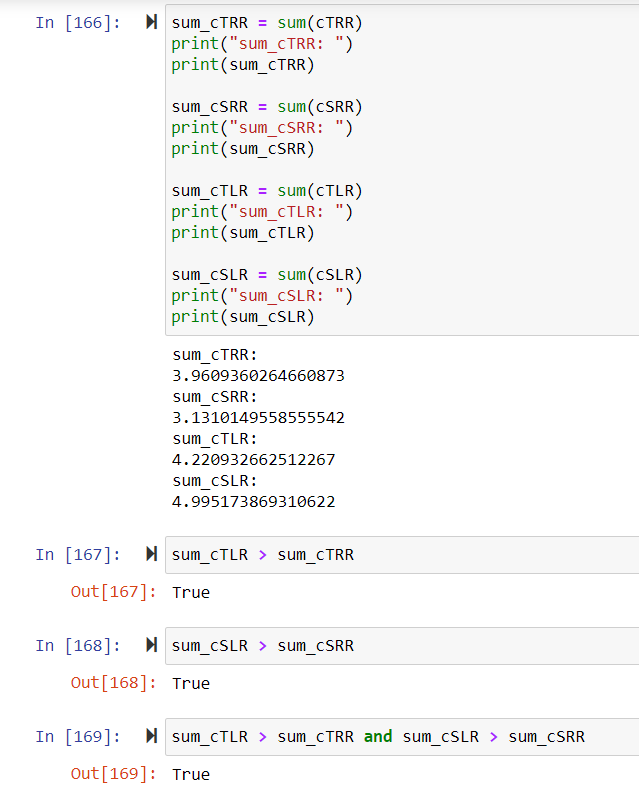 In [166]: sum_cTRR = sum(cTRR)
print("sum_cTRR: ")
print(sum_cTRR)
sum_cSRR = sum(cSRR)
print("sum_cSRR: ")
print(sum_cSRR)
sum_cTLR = sum(cTLR)
print("sum_cTLR: ")
print(sum_cTLR)
sum_cSLR = sum(cSLR)
print("sum_cSLR: ")
print(sum_cSLR)
sum_cTRR:
3.9609360264660873
sum_cSRR:
3.1310149558555542
sum_cTLR:
4.220932662512267
sum_cSLR:
4.995173869310622
In [167]: sum_cTLR > sum_cTRR
Out[167]: True
In [168]: sum_cSLR > sum_cSRR
Out[168]: True
In [169]: sum_cTLR > sum_cTRR and sum_cSLR > sum_cSRR
Out[169]: True